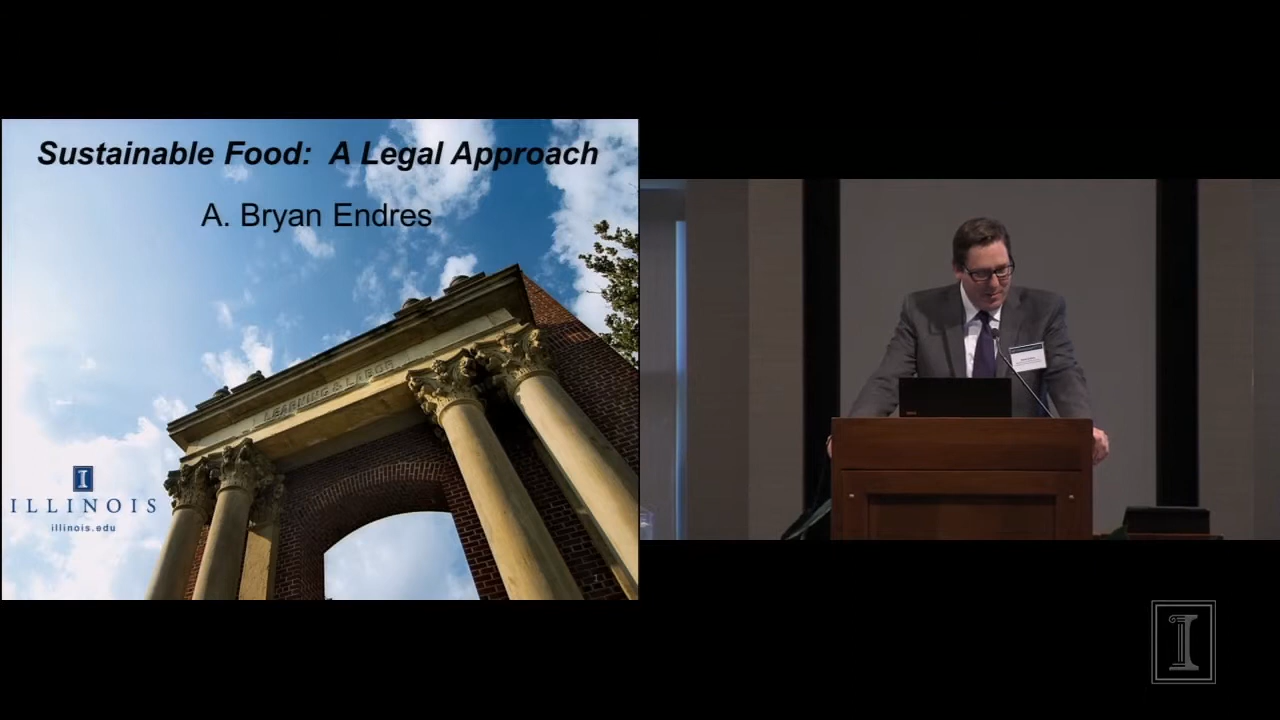 Sustainable Food: A Legal Approach
A. Bryan Endres
LEARNING & LABOR
I
ILLINOIS
illinois.edu
I